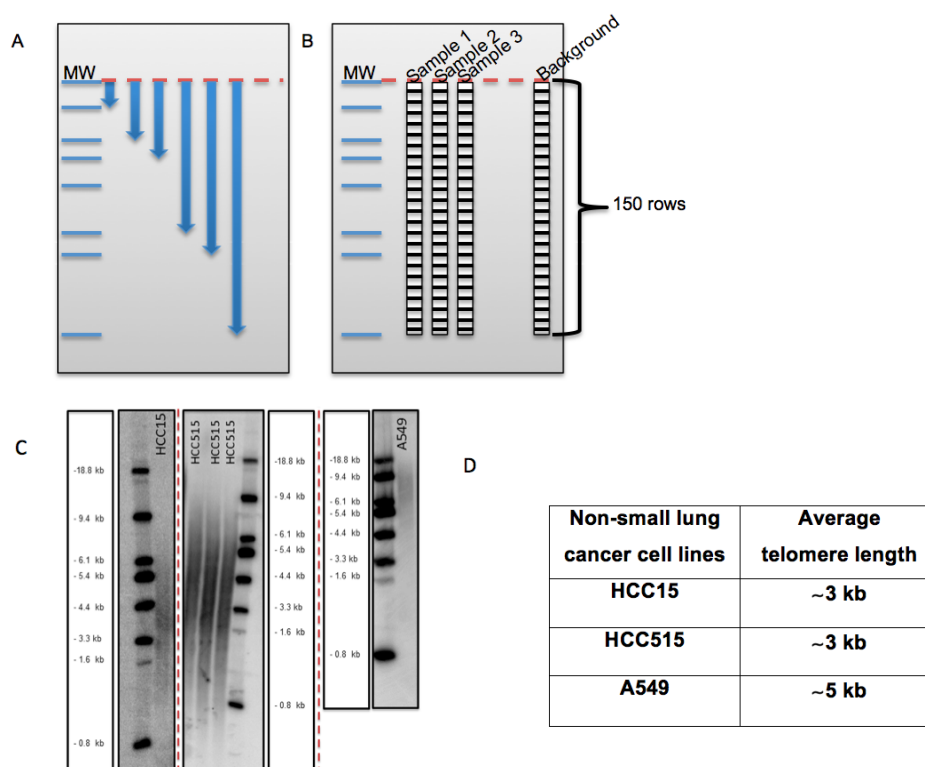 A
MW
B
MW
Sample 1
Sample 2
Sample 3
Background
150 rows
C
-18.8 kb
- 9.4 kb
- 6.1 kb
- 5.4 kb
- 4.4 kb
- 3.3 kb
- 1.6 kb
- 0.8 kb
HCC15
HCC515
HCC515
HCC515
-18.8 kb
- 9.4 kb
- 6.1 kb
- 5.4 kb
- 4.4 kb
- 3.3 kb
- 1.6 kb
- 0.8 kb
-18.8 kb
- 9.4 kb
- 6.1 kb
- 5.4 kb
- 4.4 kb
- 3.3 kb
- 1.6 kb
- 0.8 kb
A549
D
Non-small lung cancer cell lines
Average telomere length
HCC15
~3 kb
HCC515
~3 kb
A549
~5 kb